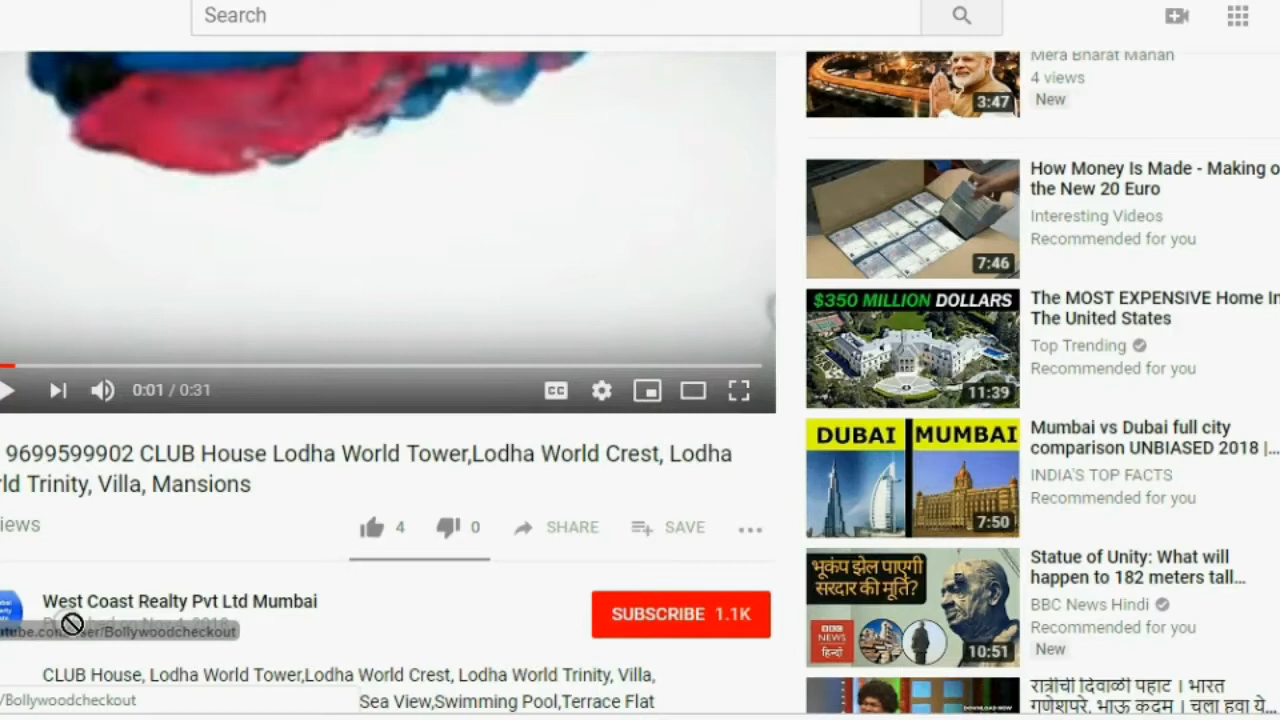 Search
Mera Bharat Mahan
4 views
3:47
New
How Money Is Made - Making o
the New 20 Euro
Interesting Videos
Recommended for you
7:46
$350 MILLION DOLLARS
The MOST EXPENSIVE Home In
The United States
Top Trending
Recommended for you
11:39
0:01 / 0:31
CC
DUBAI MUMBAI
Mumbai vs Dubai full city
comparison UNBIASED 2018 |...
INDIA'S TOP FACTS
Recommended for you
7:50
9699599902 CLUB House Lodha World Tower,Lodha World Crest, Lodha
rld Trinity, Villa, Mansions
iews
4
0
SHARE
SAVE
भूकंप झेल पाएगी
सरदार की मूर्ति?
BBC
NEWS
हिन्दी
10:51
Statue of Unity: What will
happen to 182 meters tall...
BBC News Hindi
Recommended for you
New
West Coast Realty Pvt Ltd Mumbai
SUBSCRIBE 1.1K
ser/Bollywoodcheckout
CLUB House, Lodha World Tower,Lodha World Crest, Lodha World Trinity, Villa,
/Bollywoodcheckout
Sea View,Swimming Pool,Terrace Flat
DOWNLOAD NOW
रात्रीची दिवाळी पहाट । भारत
गणेशपुरे, भाऊ कदम । चला हवा ये...